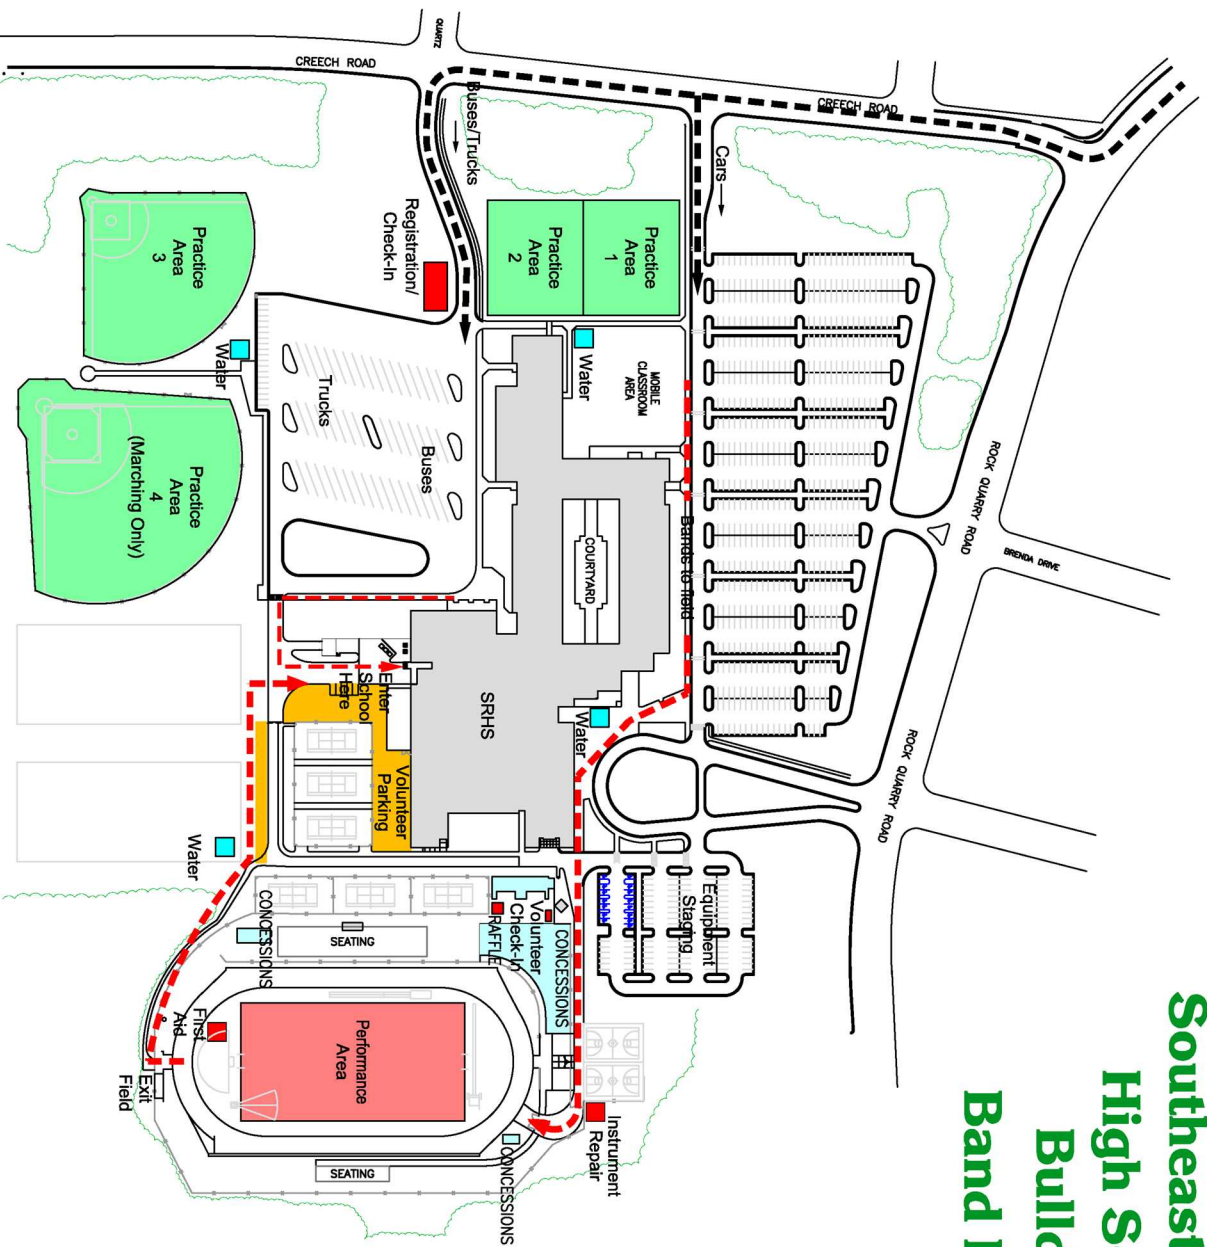 Southeast
High S
Bulld
Band
QUARTZ
CREECH ROAD
CREECH ROAD
Buses/Trucks
Cars
Registration/
Check-In
Practice
Area
1
Practice
Area
2
Practice
Area
3
Practice
Area
4
(Marching Only)
Water
Water
MOBILE
CLASSROOM
AREA
Trucks
Buses
ROCK QUARRY ROAD
BRENDA DRIVE
COURTYARD
Bands to field
SRHS
Enter
School
Here
Water
ROCK QUARRY ROAD
Volunteer
Parking
Water
Equipment
Staging
Volunteer
Check-In
RAFFLE
CONCESSIONS
CONCESSIONS
SEATING
First
Aid
Performance
Area
Exit
Field
Instrument
Repair
CONCESSIONS
SEATING